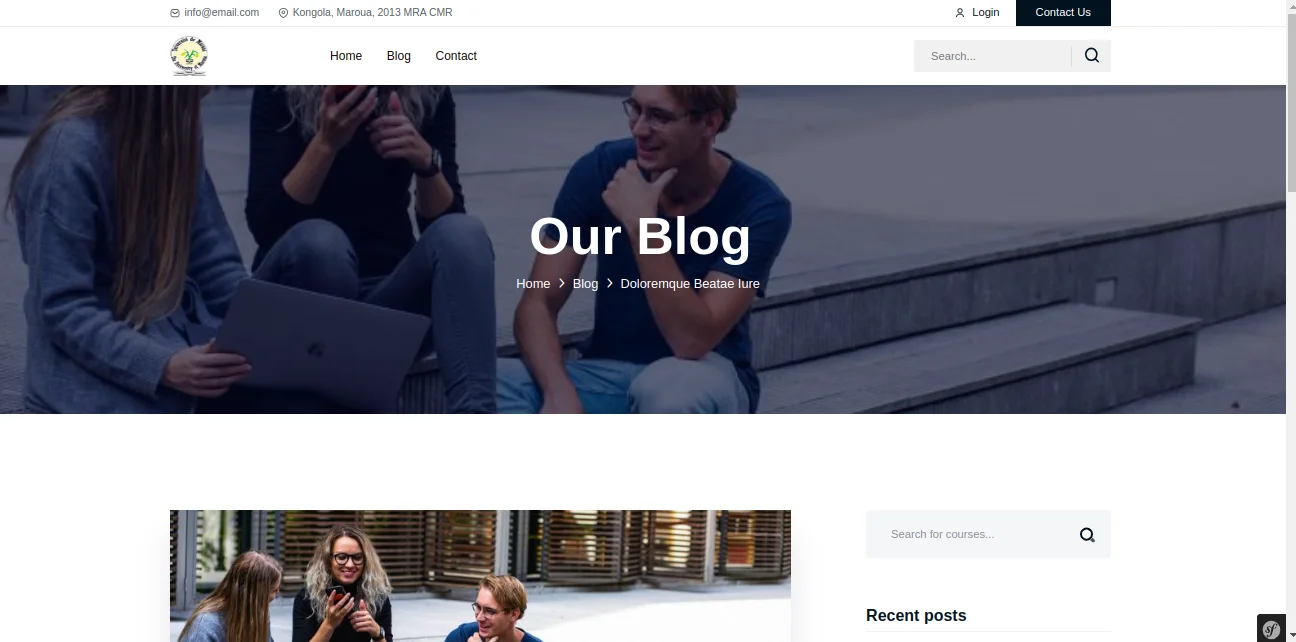 info@email.com
Kongola, Maroua, 2013 MRA CMR
Login
Contact Us
Home
Blog
Contact
Search...
Our Blog
Home
Blog
Doloremque Beatae Iure
Search for courses...
Recent posts
sf